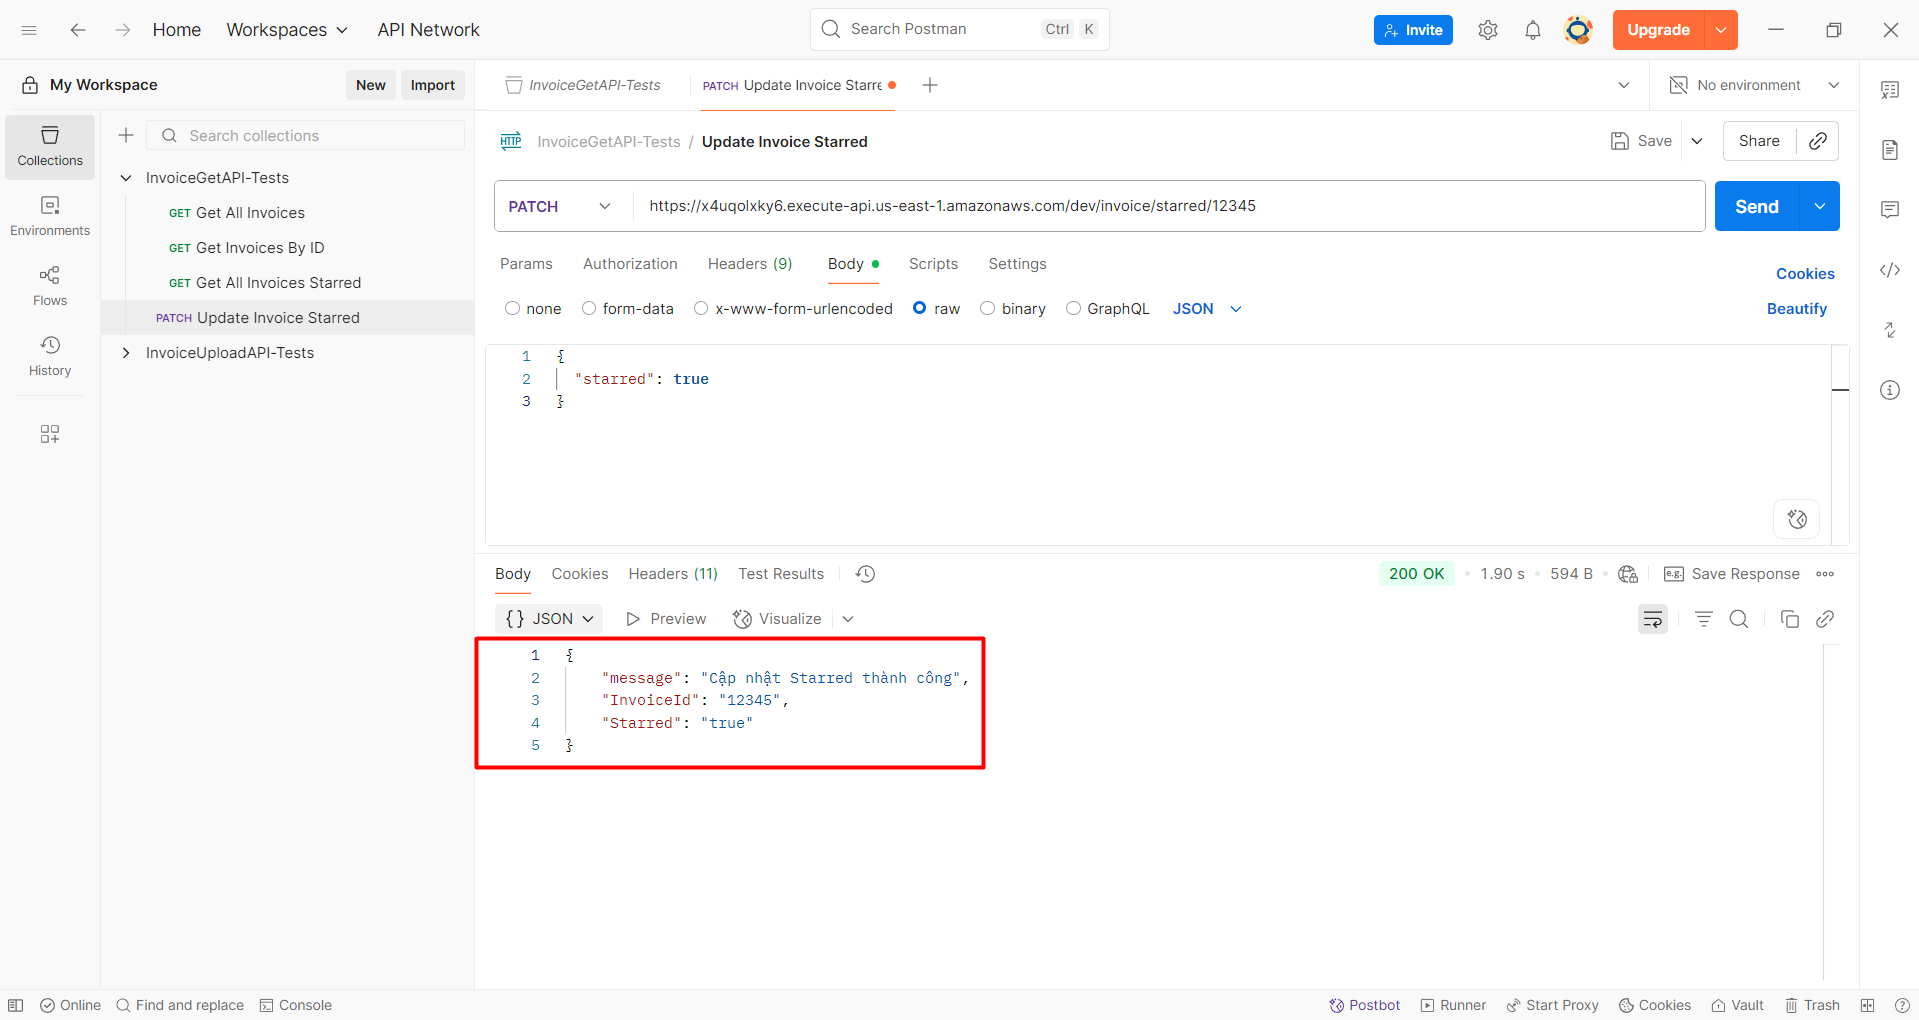 Home Workspaces API Network Search Postman Ctrl K Invite Upgrade
My Workspace New Import
InvoiceGetAPI-Tests PATCH Update Invoice Starre No environment
Search collections
Collections
Environments
Flows
History
InvoiceGetAPI-Tests
GET Get All Invoices
GET Get Invoices By ID
GET Get All Invoices Starred
PATCH Update Invoice Starred
InvoiceUploadAPI-Tests
HTTP InvoiceGetAPI-Tests / Update Invoice Starred Save Share
PATCH https://x4uqolxky6.execute-api.us-east-1.amazonaws.com/dev/invoice/starred/12345 Send
Params Authorization Headers (9) Body Scripts Settings Cookies
none form-data x-www-form-urlencoded raw binary GraphQL JSON Beautify
1 {
2 "starred": true
3 }
Body Cookies Headers (11) Test Results 200 OK 1.90 s 594 B e.g. Save Response
{} JSON Preview Visualize
1 {
2 "message": "Cập nhật Starred thành công",
3 "InvoiceId": "12345",
4 "Starred": "true"
5 }
Online Find and replace Console Postbot Runner Start Proxy Cookies Vault Trash